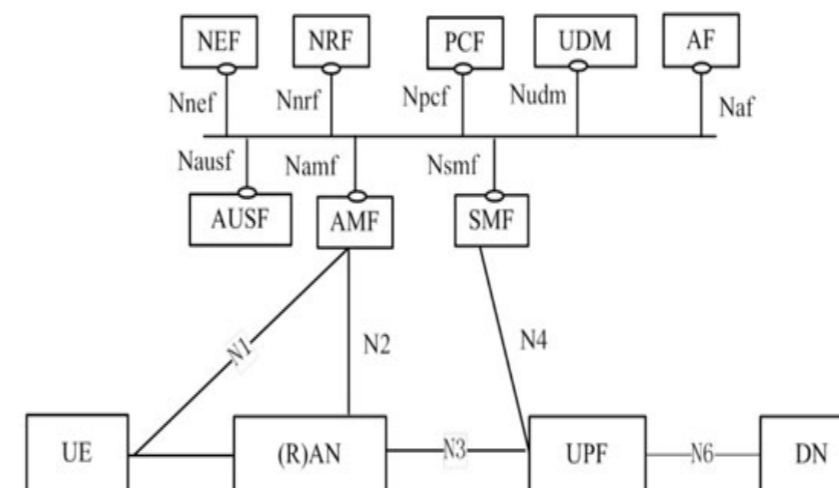 NEF NRF PCF UDM AF
Nnef Nnrf Npcf Nudm Naf
Nausf Namf Nsmf
AUSF AMF SMF
N1 N2 N4
UE (R)AN N3 UPF N6 DN